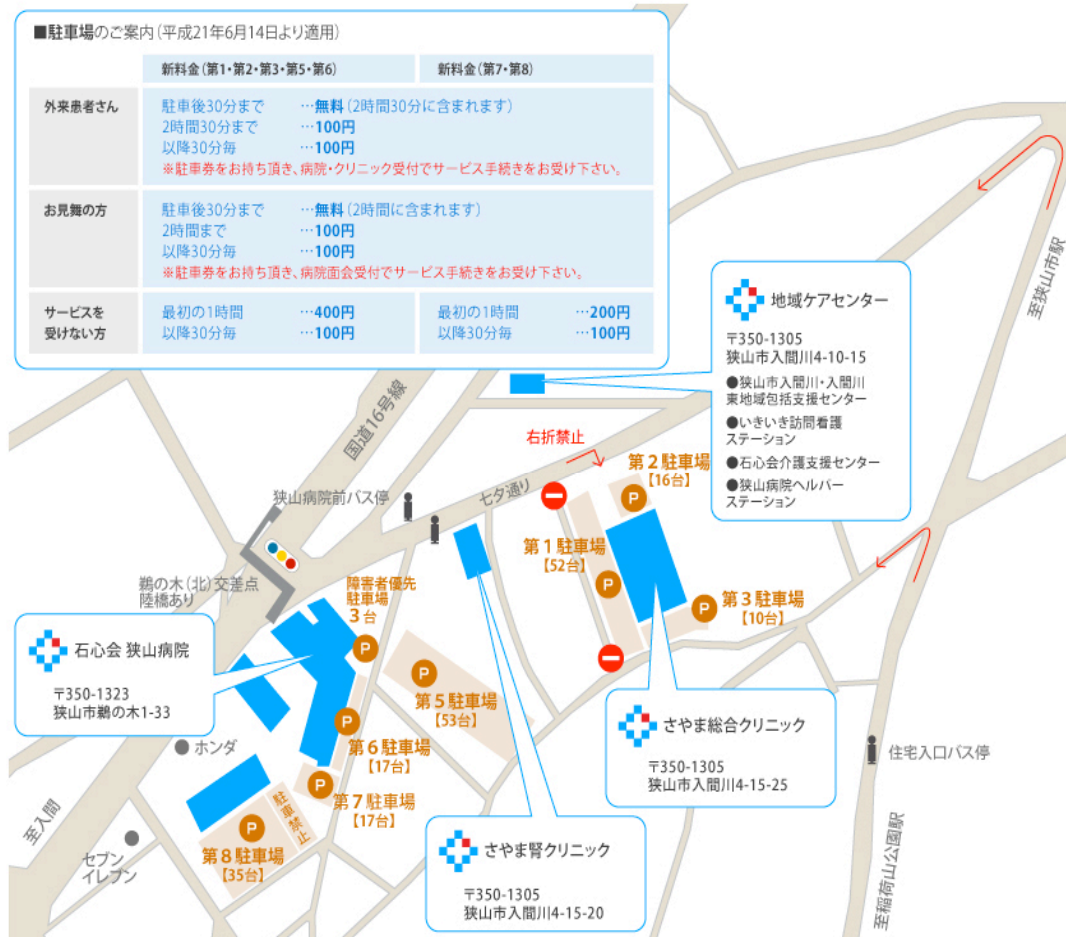 ■駐車場のご案内(平成21年6月14日より適用)
新料金(第1・第2・第3・第5・第6)
新料金(第7・第8)
外来患者さん
駐車後30分まで …無料(2時間30分に含まれます)
2時間30分まで …100円
以降30分毎 …100円
※駐車券をお持ち頂き、病院・クリニック受付でサービス手続きをお受け下さい。
お見舞の方
駐車後30分まで …無料(2時間に含まれます)
2時間まで …100円
以降30分毎 …100円
※駐車券をお持ち頂き、病院面会受付でサービス手続きをお受け下さい。
サービスを
受けない方
最初の1時間 …400円
以降30分毎 …100円
最初の1時間 …200円
以降30分毎 …100円
至狭山市駅
地域ケアセンター
〒350-1305
狭山市入間川4-10-15
●狭山市入間川・入間川
東地域包括支援センター
●いきいき訪問看護
ステーション
●石心会介護支援センター
●狭山病院ヘルパー
ステーション
国道16号線
右折禁止
七夕通り
第2駐車場
【16台】
P
狭山病院前バス停
第1駐車場
【52台】
P
第3駐車場
【10台】
P
鵜の木(北)交差点
陸橋あり
障害者優先
駐車場
3台
P
石心会 狭山病院
〒350-1323
狭山市鵜の木1-33
P
第5駐車場
【53台】
さやま総合クリニック
〒350-1305
狭山市入間川4-15-25
住宅入口バス停
P
第6駐車場
【17台】
ホンダ
P
第7駐車場
【17台】
駐車禁止
P
第8駐車場
【35台】
至入間
セブン
イレブン
さやま腎クリニック
〒350-1305
狭山市入間川4-15-20
至稲荷山公園駅